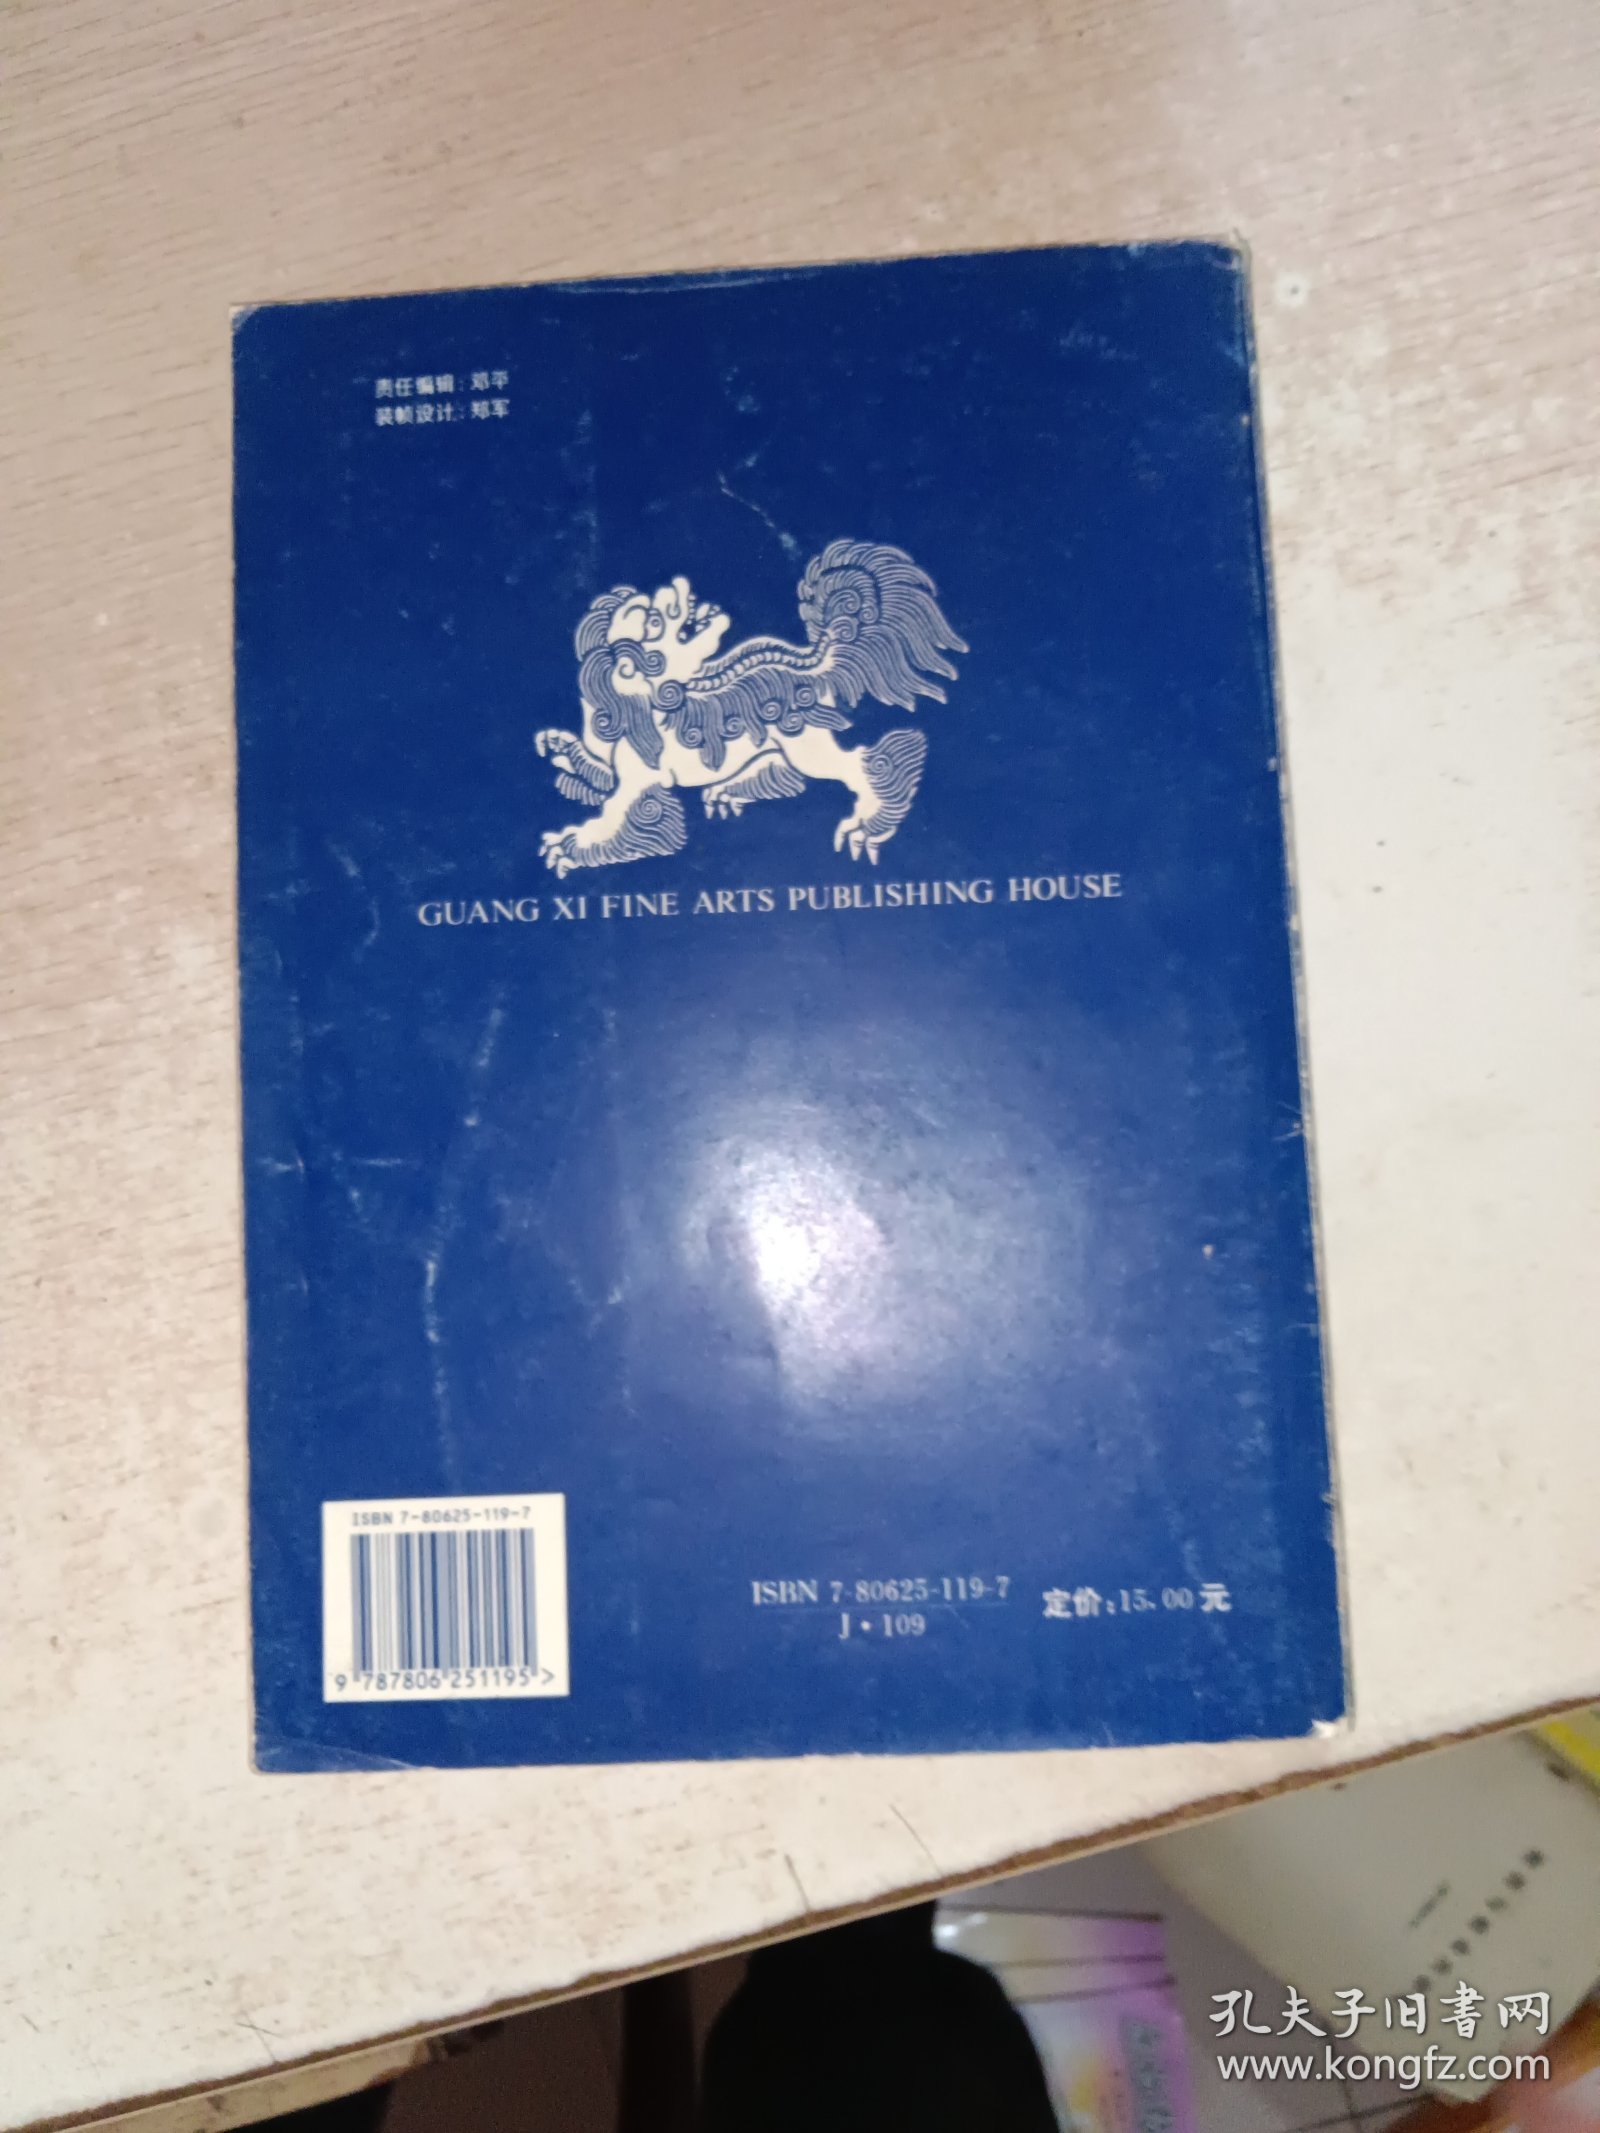 责任编辑:邓平
装帧设计:郑军
GUANG XI FINE ARTS PUBLISHING HOUSE
ISBN 7-80625-119-7
9 787806 251195 >
ISBN 7-80625-119-7
J·109
定价:15.00元
孔夫子旧书网
www.kongfz.com